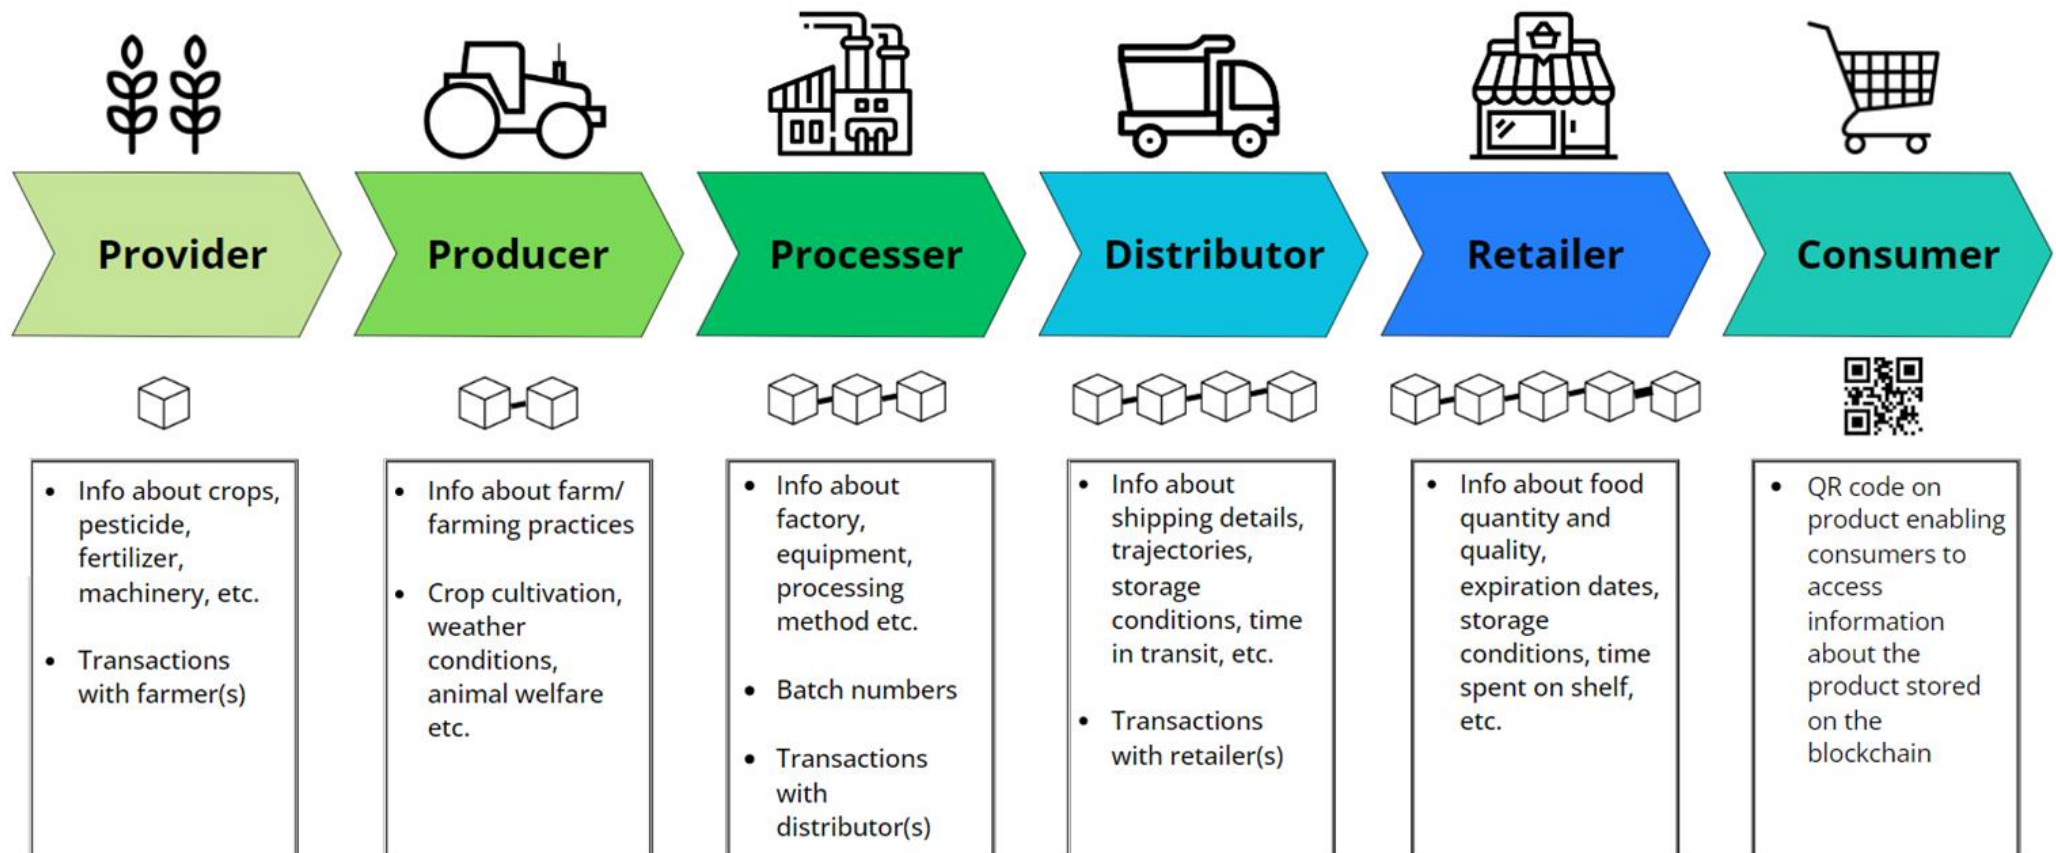 Provider
Producer
Processer
Distributor
Retailer
Consumer
• Info about crops,
pesticide,
fertilizer,
machinery, etc.
• Transactions
with farmer(s)
• Info about farm/
farming practices
• Crop cultivation,
weather
conditions,
animal welfare
etc.
• Info about
factory,
equipment,
processing
method etc.
• Batch numbers
• Transactions
with
distributor(s)
• Info about
shipping details,
trajectories,
storage
conditions, time
in transit, etc.
• Transactions
with retailer(s)
• Info about food
quantity and
quality,
expiration dates,
storage
conditions, time
spent on shelf,
etc.
• QR code on
product enabling
consumers to
access
information
about the
product stored
on the
blockchain